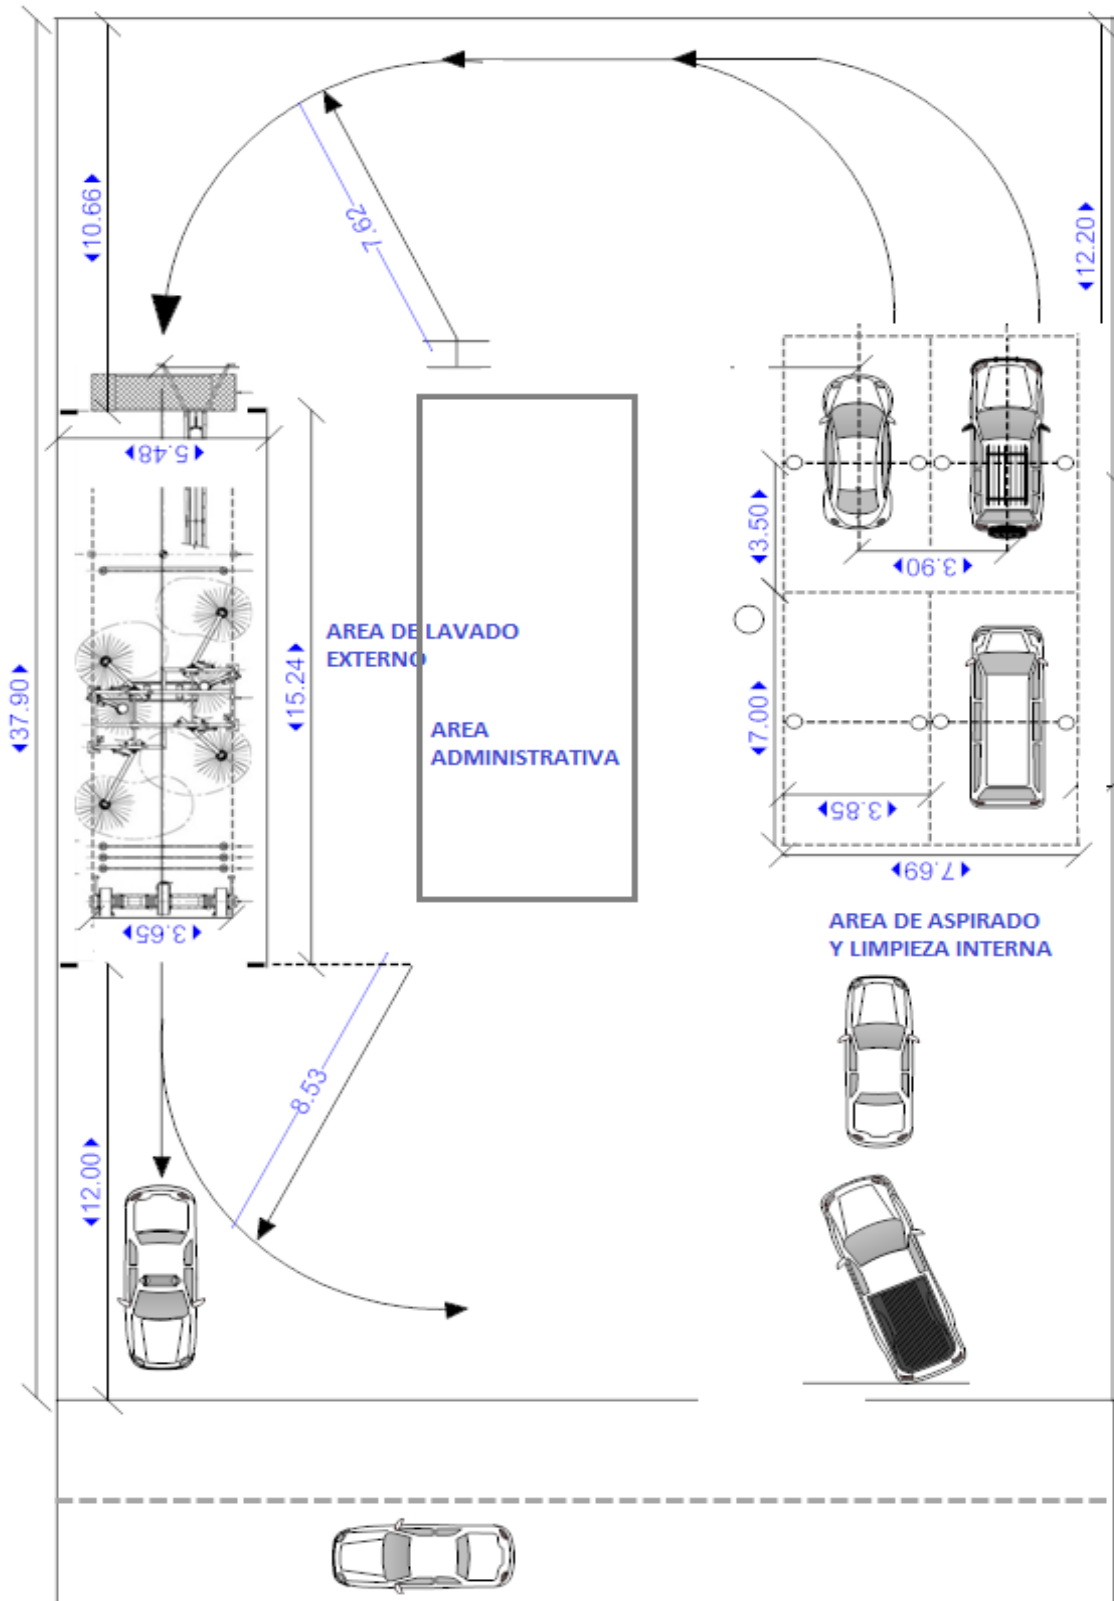 10.66
7.62
12.20
5.48
3.50
3.90
AREA DE LAVADO
EXTERNO
37.90
15.24
7.00
AREA
ADMINISTRATIVA
3.85
7.69
3.65
AREA DE ASPIRADO
Y LIMPIEZA INTERNA
8.53
12.00